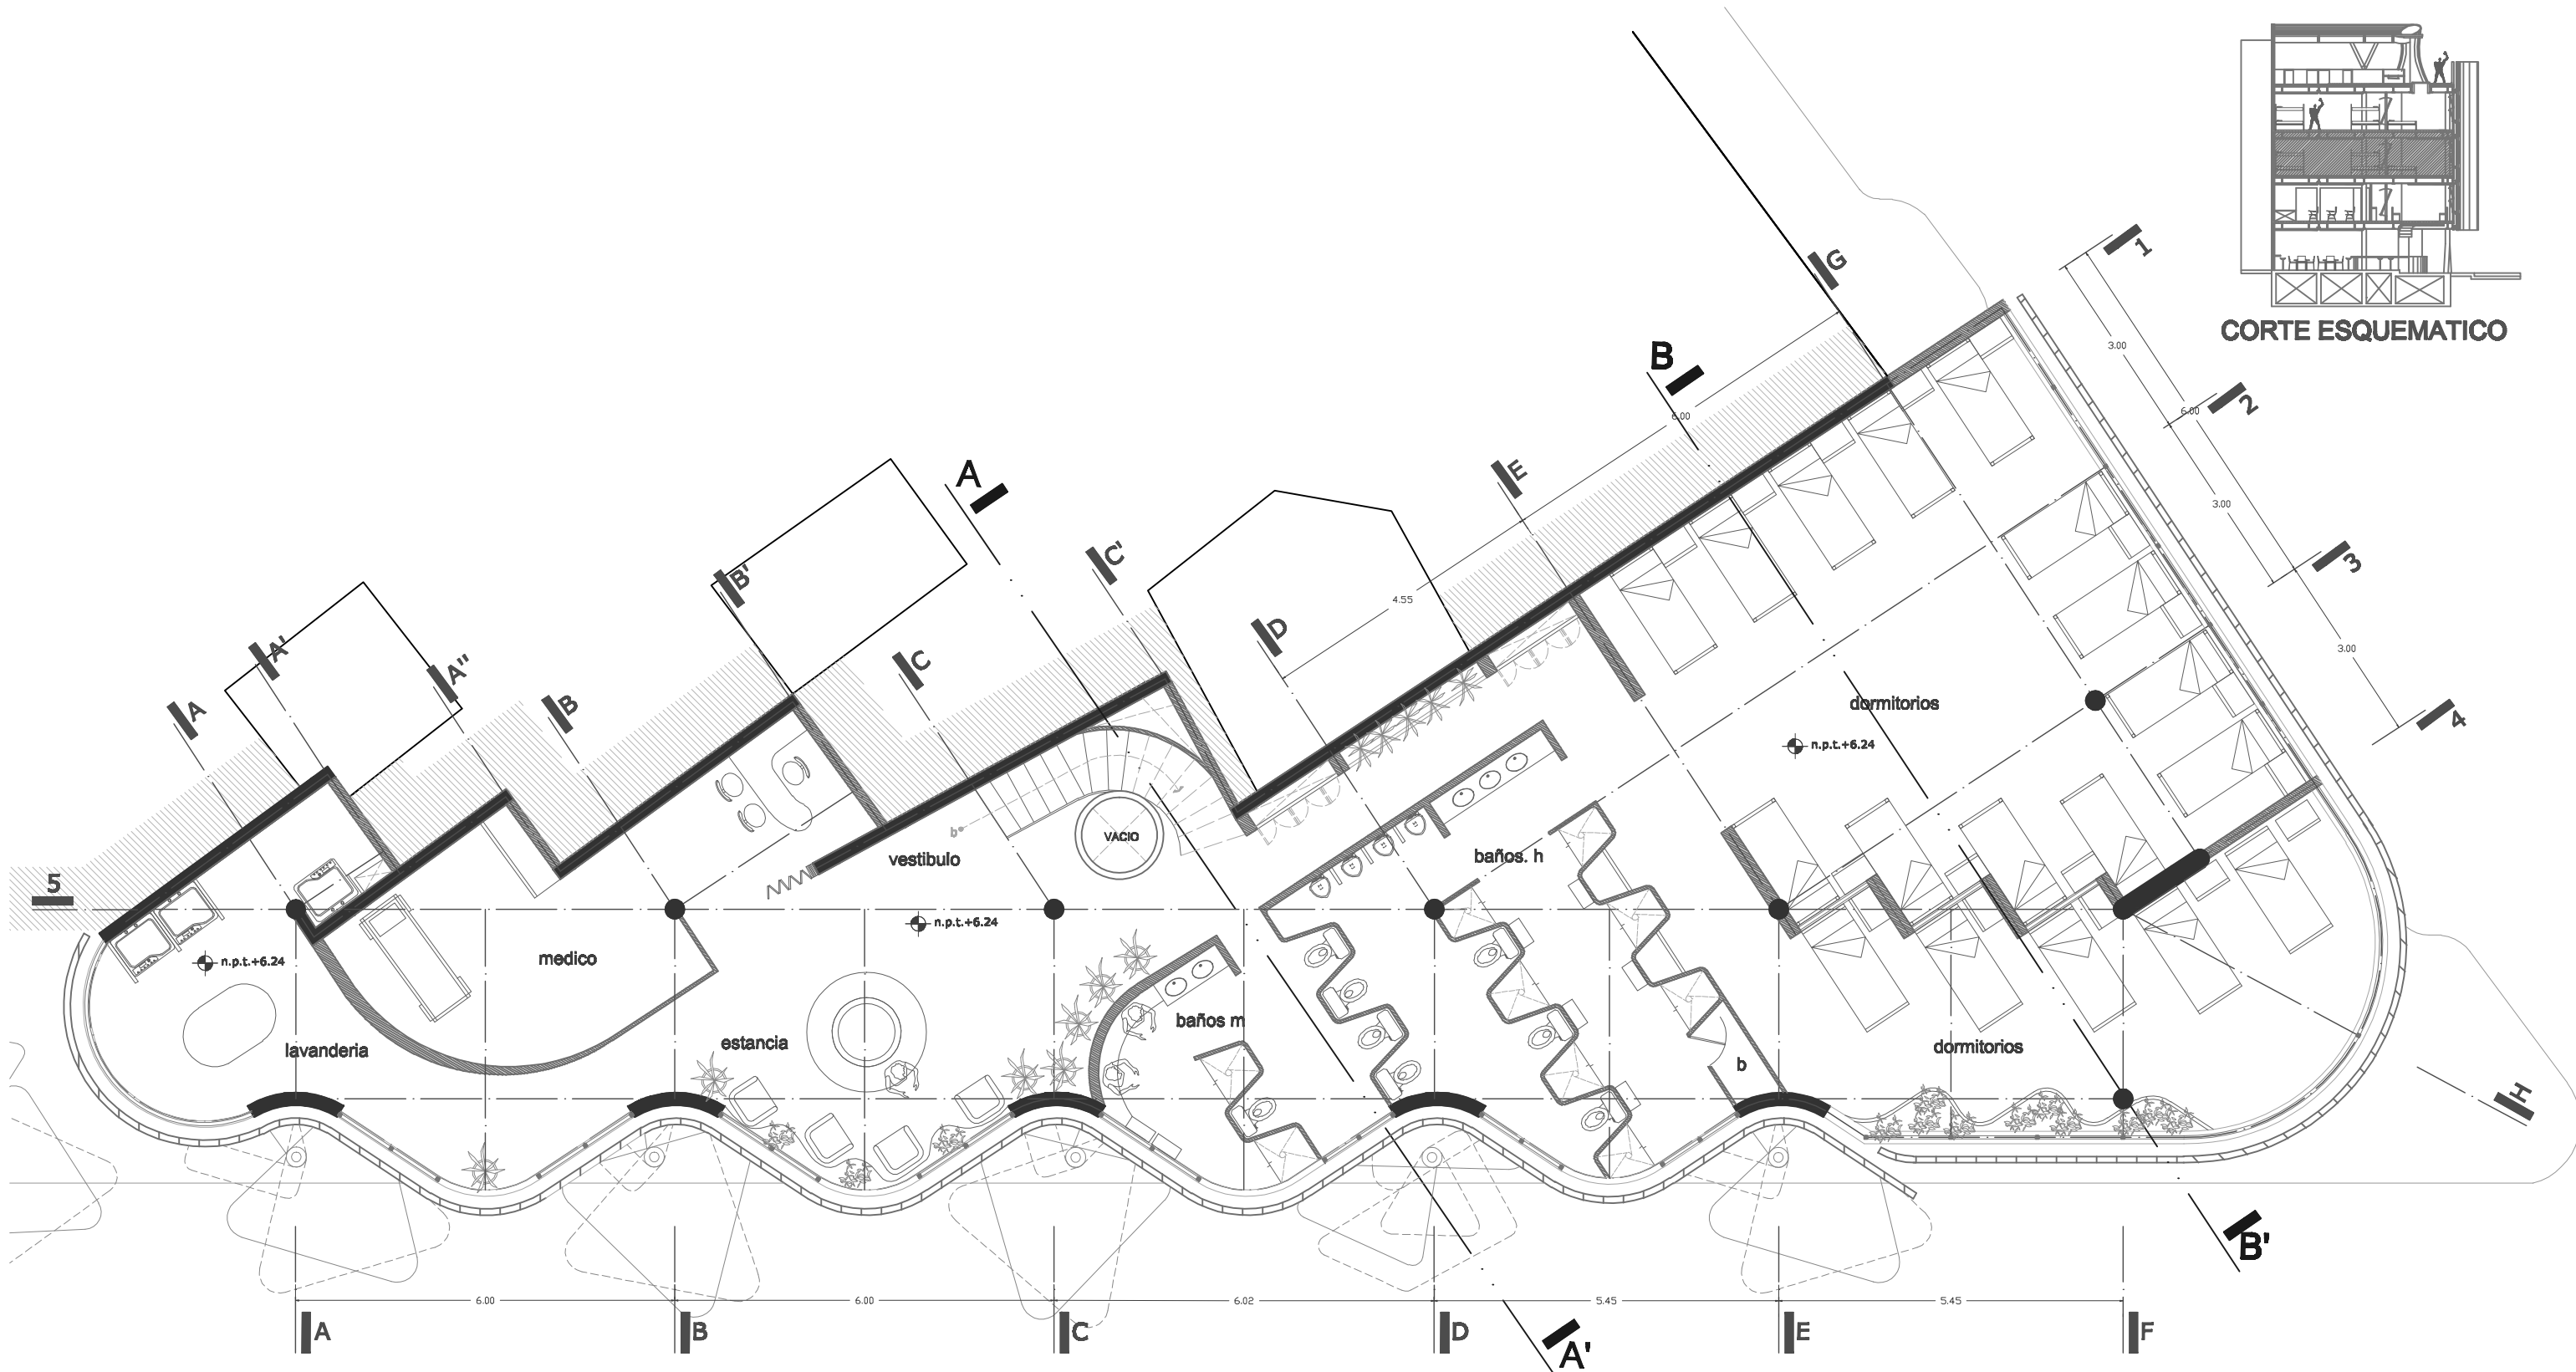 CORTE ESQUEMATICO
1
G
3.00
B
2
6.00
6.00
A
E
3.00
C'
3
B'
4.55
D
3.00
A'
C
A''
dormitorios
A
B
4
n.p.t.+6.24
VACIO
b
vestibulo
baños. h
5
n.p.t.+6.24
medico
n.p.t.+6.24
baños m
estancia
lavanderia
dormitorios
b
H
B'
6.00
6.00
6.02
5.45
5.45
A
B
C
D
E
F
A'